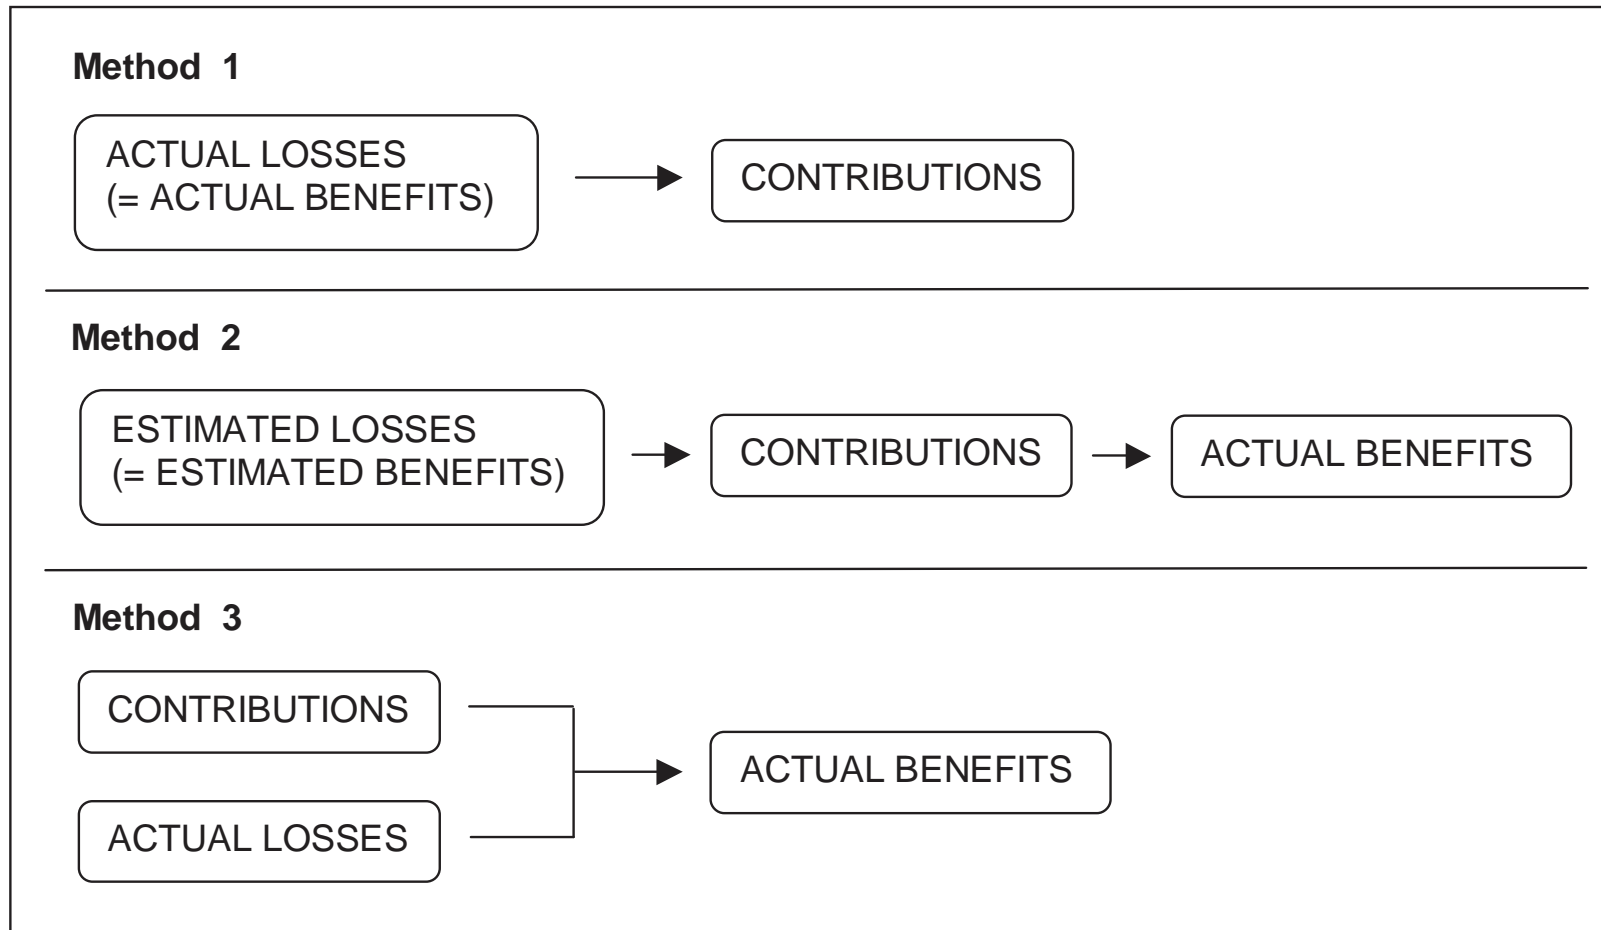 Method 1
ACTUAL LOSSES
(= ACTUAL BENEFITS)
CONTRIBUTIONS
Method 2
ESTIMATED LOSSES
(= ESTIMATED BENEFITS)
CONTRIBUTIONS
ACTUAL BENEFITS
Method 3
CONTRIBUTIONS
ACTUAL LOSSES
ACTUAL BENEFITS